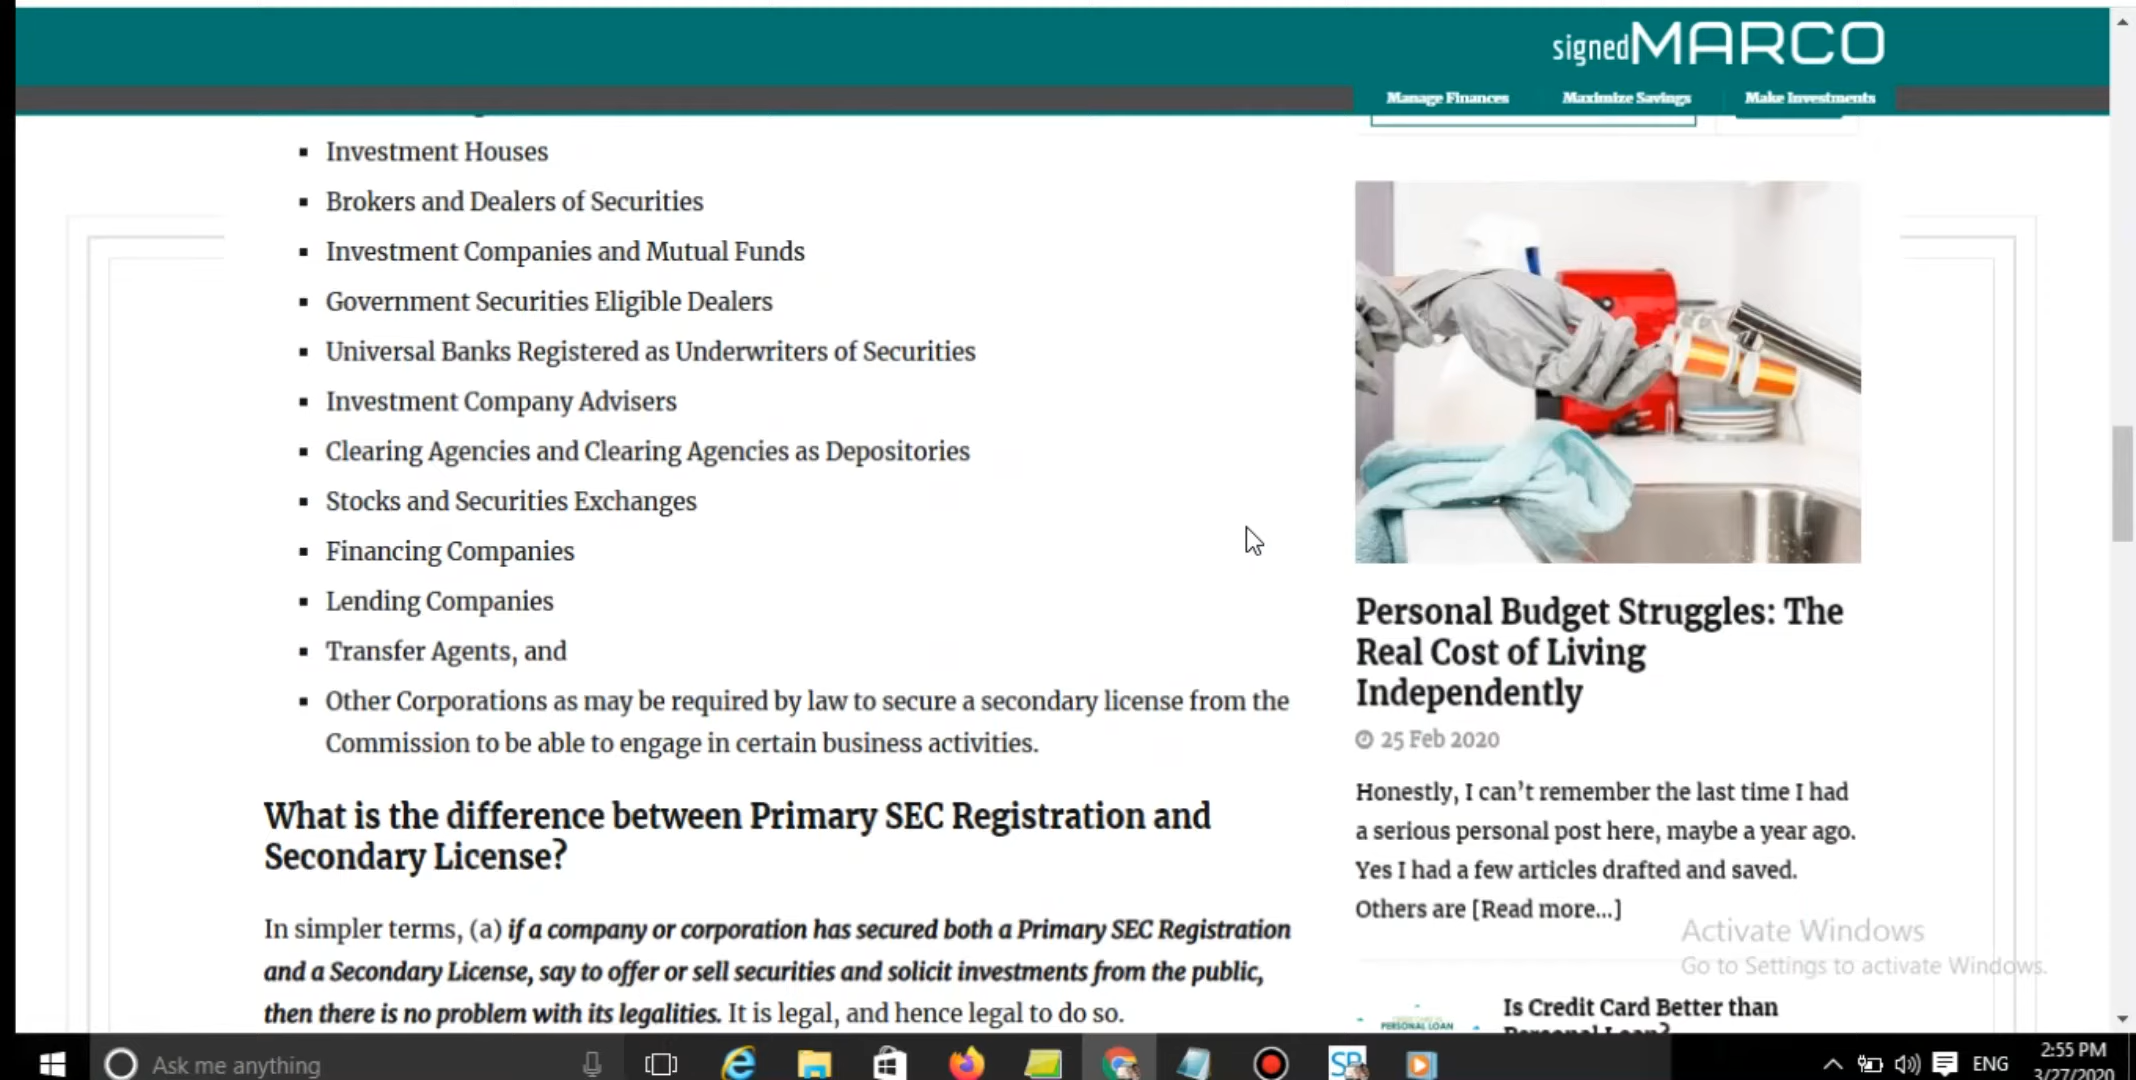 signedMARCO
Manage Finances Maximize Savings Make Investments
Investment Houses
Brokers and Dealers of Securities
Investment Companies and Mutual Funds
Government Securities Eligible Dealers
Universal Banks Registered as Underwriters of Securities
Investment Company Advisers
Clearing Agencies and Clearing Agencies as Depositories
Stocks and Securities Exchanges
Financing Companies
Lending Companies
Transfer Agents, and
Other Corporations as may be required by law to secure a secondary license from the
Commission to be able to engage in certain business activities.
What is the difference between Primary SEC Registration and
Secondary License?
In simpler terms, (a) if a company or corporation has secured both a Primary SEC Registration
and a Secondary License, say to offer or sell securities and solicit investments from the public,
then there is no problem with its legalities. It is legal, and hence legal to do so.
Personal Budget Struggles: The
Real Cost of Living
Independently
25 Feb 2020
Honestly, I can't remember the last time I had
a serious personal post here, maybe a year ago.
Yes I had a few articles drafted and saved.
Others are [Read more...]
Activate Windows
Go to Settings to activate Windows.
PERSONAL LOAN
Is Credit Card Better than
Personal Loan?
Ask me anything
SR
ENG
2:55 PM
3/27/2020